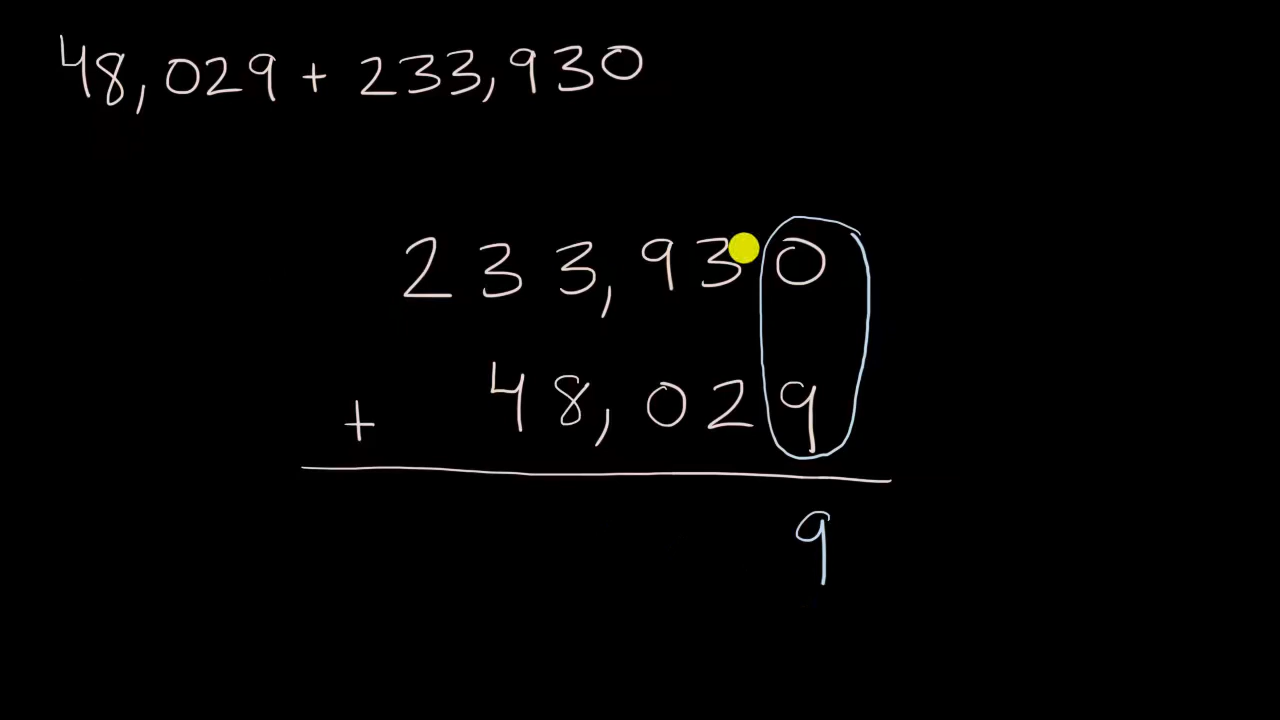 48,029 + 233,930
233,930
+ 48,029
9